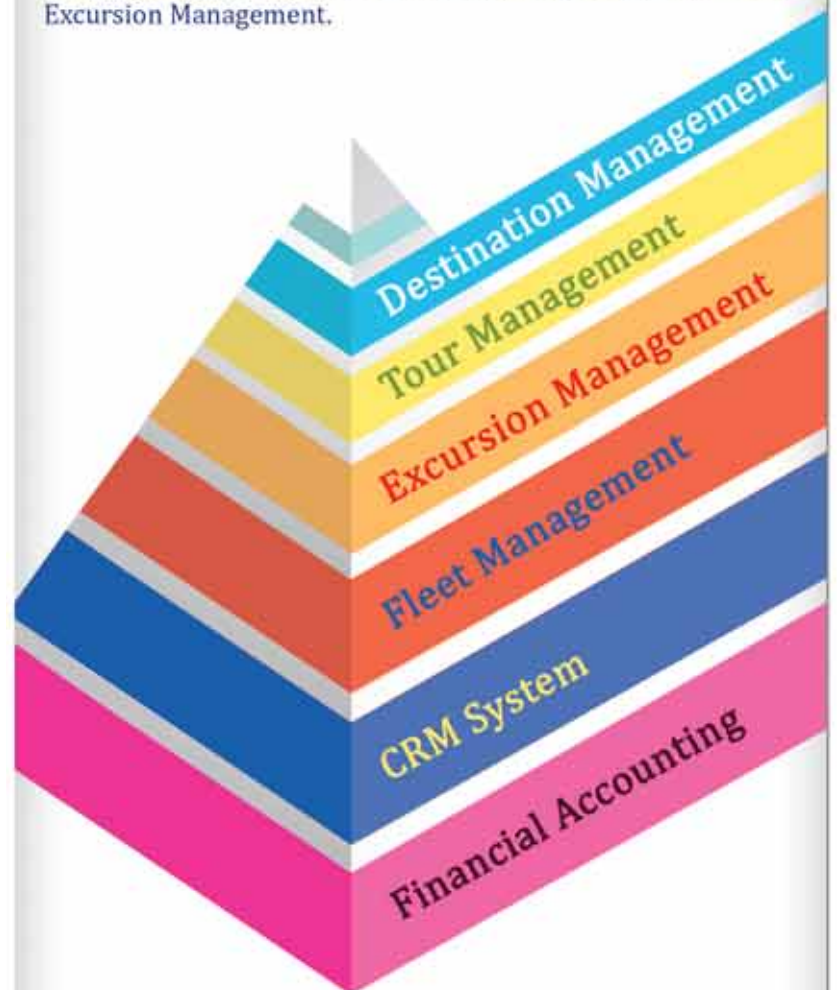 Excursion Management.
Destination Management
Tour Management
Excursion Management
Fleet Management
CRM System
Financial Accounting